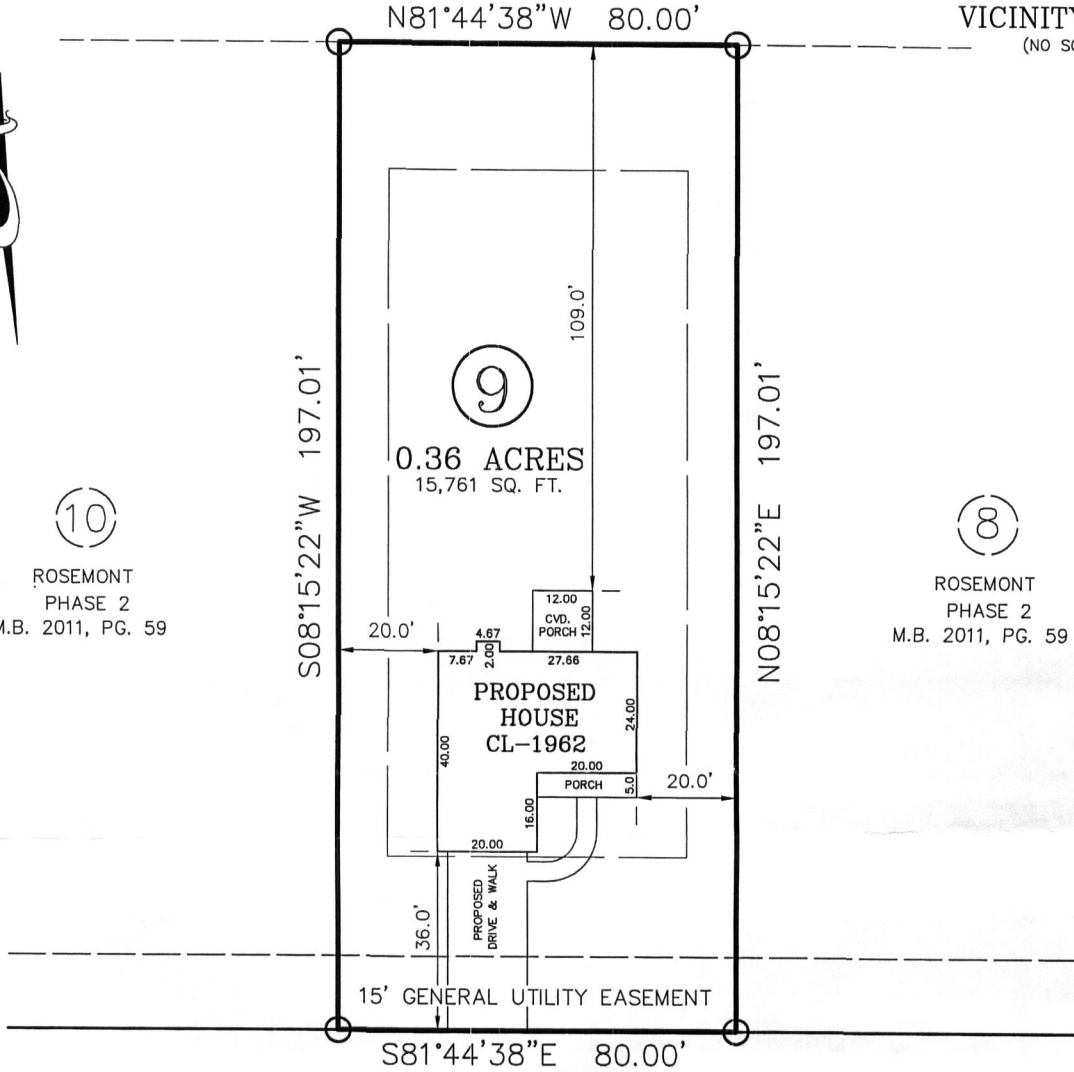 N81°44'38"W 80.00'
VICINITY
(NO SC
109.0'
S08°15'22"W 197.01'
N08°15'22"E 197.01'
9
0.36 ACRES
15,761 SQ. FT.
10
ROSEMONT
PHASE 2
M.B. 2011, PG. 59
8
ROSEMONT
PHASE 2
M.B. 2011, PG. 59
12.00
CVD.
PORCH
12.00
20.0'
4.67
7.67
2.00
27.66
PROPOSED
HOUSE
CL-1962
24.00
40.00
20.00
PORCH
5.0
20.0'
16.00
20.00
PROPOSED
DRIVE & WALK
36.0'
15' GENERAL UTILITY EASEMENT
S81°44'38"E 80.00'